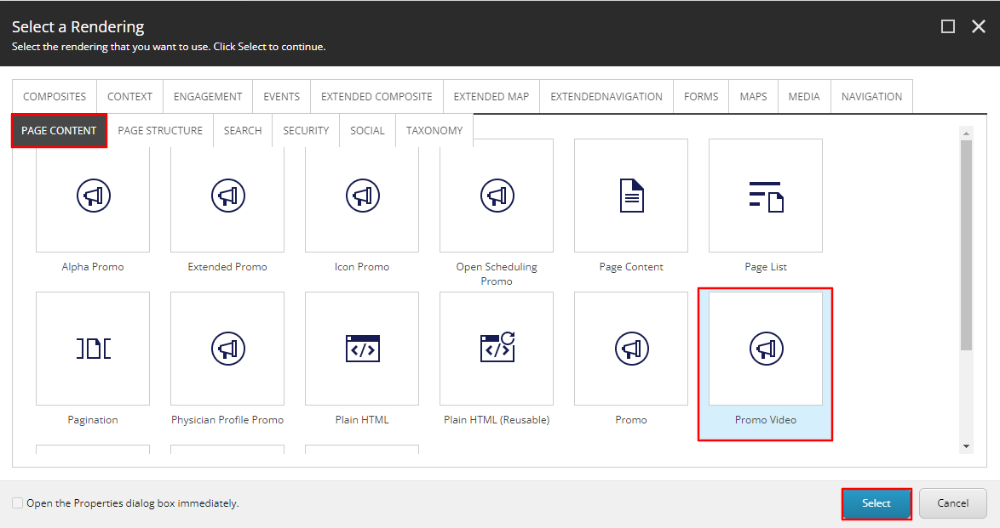 Select a Rendering
Select the rendering that you want to use. Click Select to continue.
COMPOSITES CONTEXT ENGAGEMENT EVENTS EXTENDED COMPOSITE EXTENDED MAP EXTENDEDNAVIGATION FORMS MAPS MEDIA NAVIGATION
PAGE CONTENT PAGE STRUCTURE SEARCH SECURITY SOCIAL TAXONOMY
Alpha Promo Extended Promo Icon Promo Open Scheduling Page Content Page List
Promo
Pagination Physician Profile Promo Plain HTML Plain HTML (Reusable) Promo Promo Video
Open the Properties dialog box immediately. Select Cancel